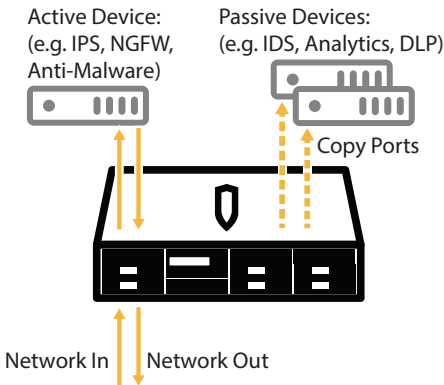 Active Device:
(e.g. IPS, NGFW,
Anti-Malware)
Passive Devices:
(e.g. IDS, Analytics, DLP)
Copy Ports
Network In
Network Out